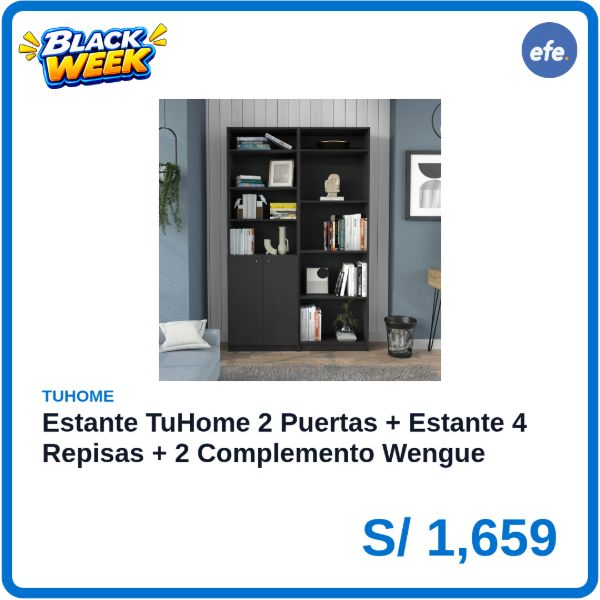 BLACK
WEEK
efe.
TUHOME
Estante TuHome 2 Puertas + Estante 4
Repisas + 2 Complemento Wengue
S/ 1,659